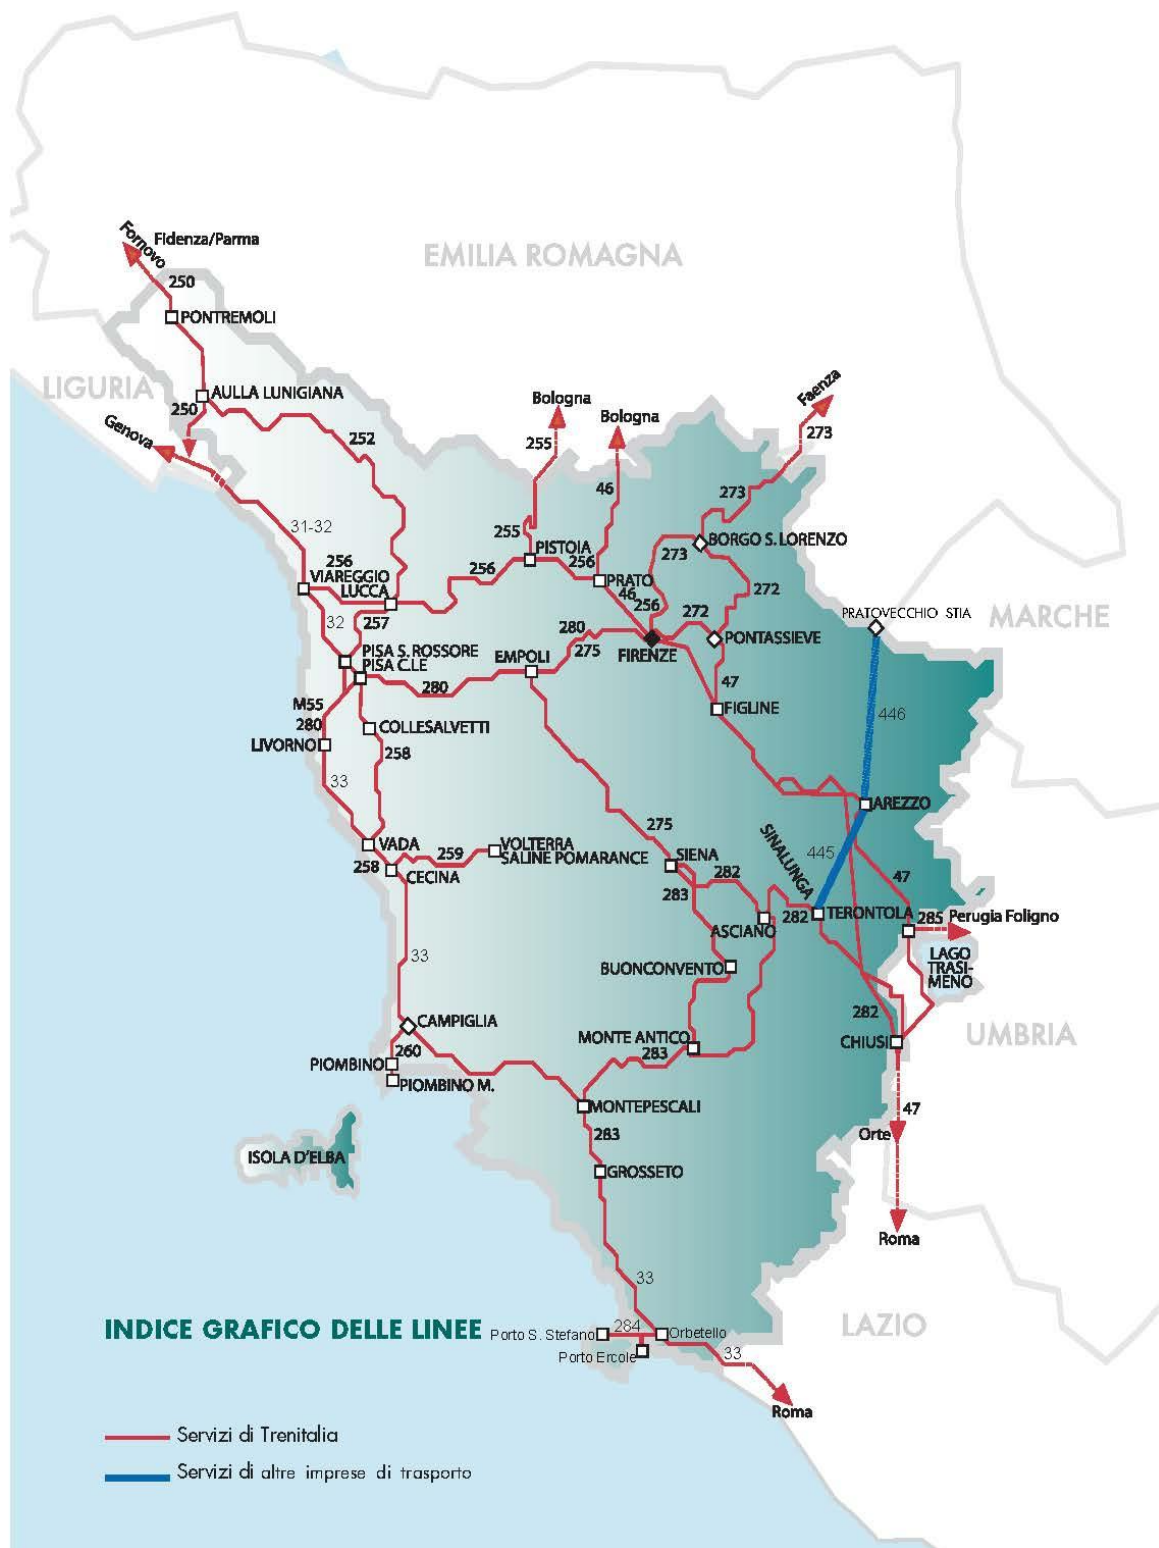 Fornovo
Fidenza/Parma
250
EMILIA ROMAGNA
PONTREMOLI
LIGURIA
AULLA LUNIGIANA
250
Genova
252
Bologna
255
Bologna
46
Faenza
273
273
31-32
255
PISTOIA
256
256
273
BORGO S. LORENZO
256
VIAREGGIO
LUCCA
PRATO
46
256
272
272
PRATOVECCHIO STIA
MARCHE
257
32
PISA S. ROSSORE
PISA C.LE
280
275
EMPOLI
FIRENZE
PONTASSIEVE
280
47
M55
280
LIVORNO
COLLESALVETTI
258
FIGLINE
446
33
AREZZO
275
SINALUNGA
445
VADA
258
CECINA
259
VOLTERRA
SALINE POMARANCE
SIENA
282
283
47
ASCIANO
282
TERONTOLA
285
Perugia Foligno
LAGO
TRASI-
MENO
33
BUONCONVENTO
282
CAMPIGLIA
MONTE ANTICO
283
CHIUSI
UMBRIA
260
PIOMBINO
PIOMBINO M.
MONTEPESCALI
283
47
Orte
ISOLA D'ELBA
GROSSETO
Roma
33
LAZIO
INDICE GRAFICO DELLE LINEE
Porto S. Stefano
284
Orbetello
Porto Ercole
33
Roma
Servizi di Trenitalia
Servizi di altre imprese di trasporto